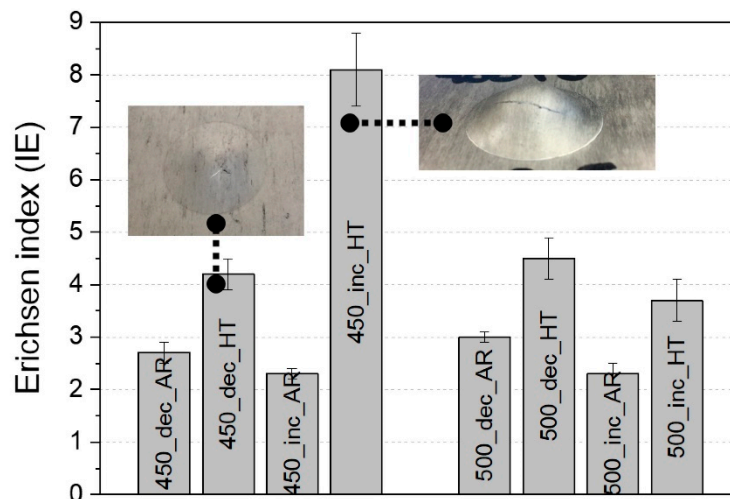 Erichsen index (IE)
9
8
7
6
5
4
3
2
1
0
450_dec_AR
450_dec_HT
450_inc_AR
450_inc_HT
500_dec_AR
500_dec_HT
500_inc_AR
500_inc_HT